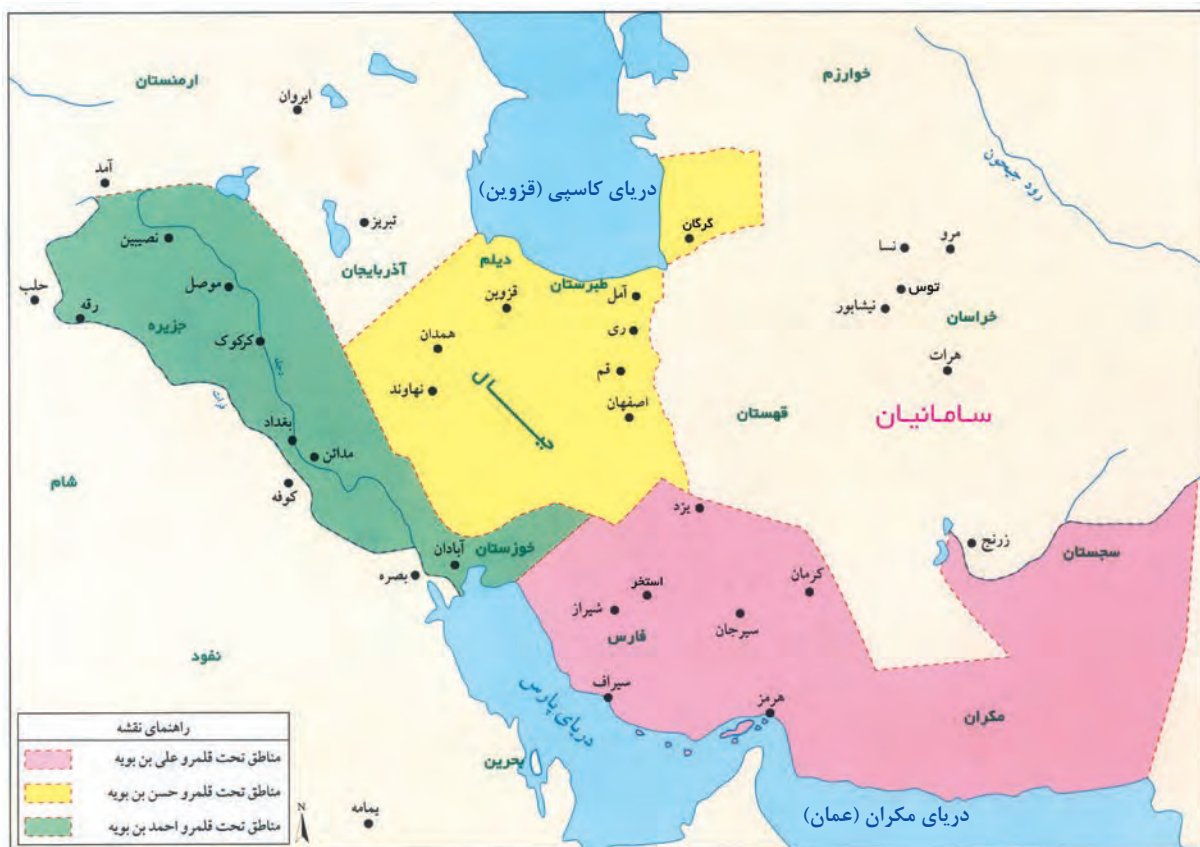 خوارزم
ارمنستان
ایروان
رود جیحون
آمد
دریای کاسپی (قزوین)
گرگان
تبریز
نصیبین
مرو
نسا
دیلم
آذربایجان
طبرستان
موصل
قزوین
آمل
توس
حلب
رقه
جزیره
نیشابور
خراسان
ری
کرکوک
همدان
دجله
هرات
قم
نهاوند
جبال
فرات
اصفهان
قهستان
سامانیان
بغداد
مدائن
شام
کوفه
یزد
زرنج
سجستان
خوزستان
آبادان
بصره
کرمان
استخر
شیراز
سیرجان
فارس
نفود
سیراف
هرمز
مکران
دریای پارس
بحرین
یمامه
دریای مکران (عمان)
راهنمای نقشه
مناطق تحت قلمرو علی بن بویه
مناطق تحت قلمرو حسن بن بویه
مناطق تحت قلمرو احمد بن بویه
N